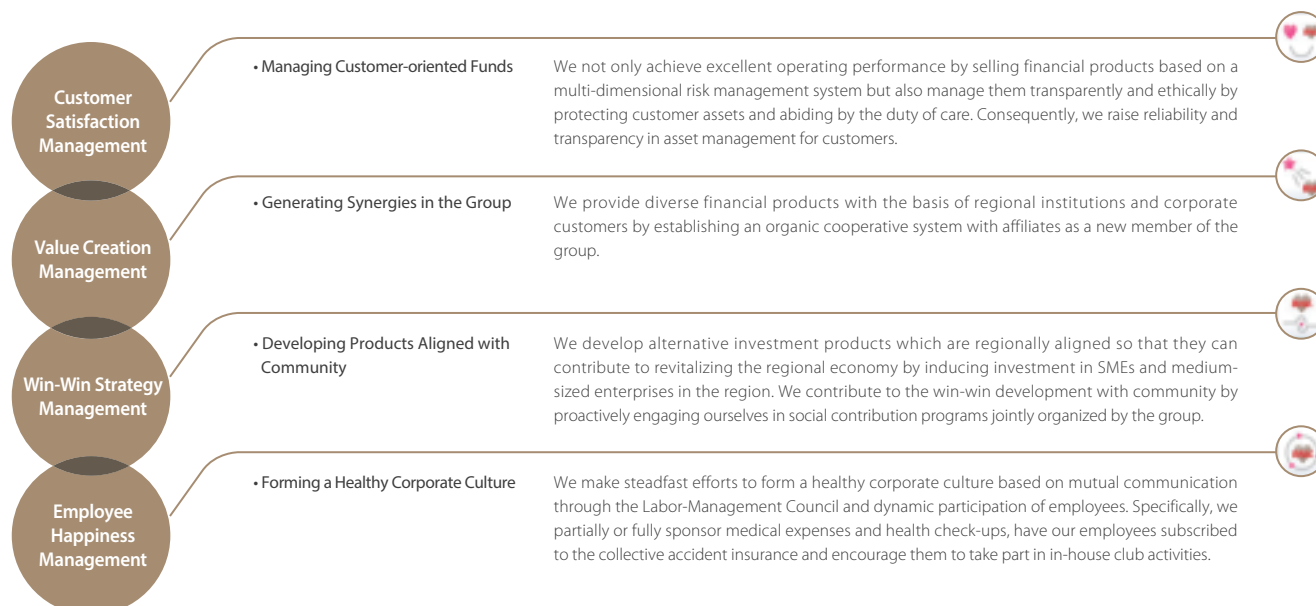 Customer
Satisfaction
Management
• Managing Customer-oriented Funds
We not only achieve excellent operating performance by selling financial products based on a
multi-dimensional risk management system but also manage them transparently and ethically by
protecting customer assets and abiding by the duty of care. Consequently, we raise reliability and
transparency in asset management for customers.
Value Creation
Management
• Generating Synergies in the Group
We provide diverse financial products with the basis of regional institutions and corporate
customers by establishing an organic cooperative system with affiliates as a new member of the
group.
Win-Win Strategy
Management
• Developing Products Aligned with
Community
We develop alternative investment products which are regionally aligned so that they can
contribute to revitalizing the regional economy by inducing investment in SMEs and medium-
sized enterprises in the region. We contribute to the win-win development with community by
proactively engaging ourselves in social contribution programs jointly organized by the group.
Employee
Happiness
Management
• Forming a Healthy Corporate Culture
We make steadfast efforts to form a healthy corporate culture based on mutual communication
through the Labor-Management Council and dynamic participation of employees. Specifically, we
partially or fully sponsor medical expenses and health check-ups, have our employees subscribed
to the collective accident insurance and encourage them to take part in in-house club activities.